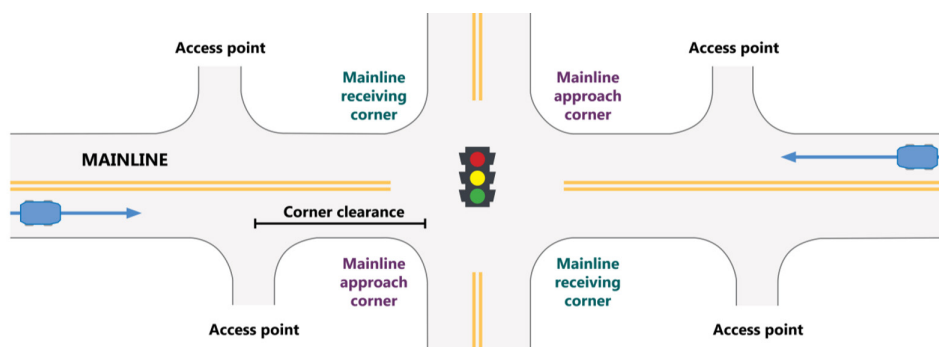 Access point
Access point
Mainline
receiving
corner
Mainline
approach
corner
MAINLINE
Corner clearance
Mainline
approach
corner
Mainline
receiving
corner
Access point
Access point